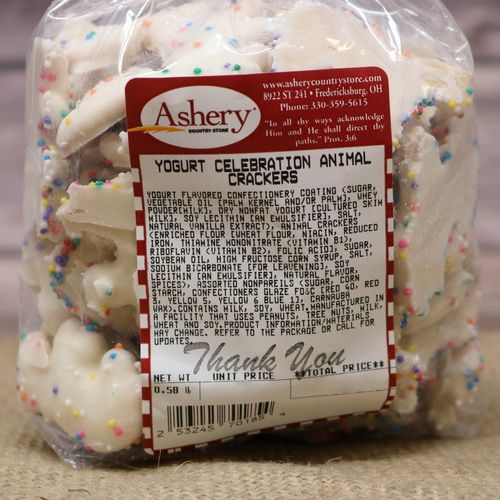 Ashery
COUNTRY STORE
www.asherycountrystore.com
8922 ST 241 • Fredericksburg, OH
Phone: 330-359-5615
"In all thy ways acknowledge
Him and He shall direct thy
paths." Prov. 3:6
YOGURT CELEBRATION ANIMAL
CRACKERS
YOGURT FLAVORED CONFECTIONERY COATING (SUGAR,
VEGETABLE OIL [PALM KERNEL AND/OR PALM], WHEY
POWDER[MILK], DRY NONFAT YOGURT [CULTURED SKIM
MILK], SOY LECITHIN [AN EMULSIFIER], SALT,
NATURAL VANILLA EXTRACT), ANIMAL CRACKERS
(ENRICHED FLOUR (WHEAT FLOUR, NIACIN, REDUCED
IRON, THIAMINE MONONITRATE (VITAMIN B1),
RIBOFLAVIN (VITAMIN B2), FOLIC ACID), SUGAR,
SOYBEAN OIL, HIGH FRUCTOSE CORN SYRUP, SALT,
SODIUM BICARBONATE (FOR LEAVENING), SOY
LECITHIN (AN EMULSIFIER), NATURAL FLAVOR,
SPICES), ASSORTED NONPAREILS (SUGAR, CORN
STARCH, CONFECTIONERS GLAZE FD&C [RED 40, RED
3, YELLOW 5, YELLOW 6 BLUE 1], CARNAUBA
WAX).CONTAINS MILK, SOY, WHEAT.MANUFACTURED IN
A FACILITY THAT USES PEANUTS, TREE NUTS, MILK,
WHEAT AND SOY.PRODUCT INFORMATION/MATERIALS
MAY CHANGE. REFER TO THE PACKAGE OR CALL FOR
UPDATES.
Thank You
NET WT UNIT PRICE **TOTAL PRICE**
0.58 lb
2 53245 70185 4